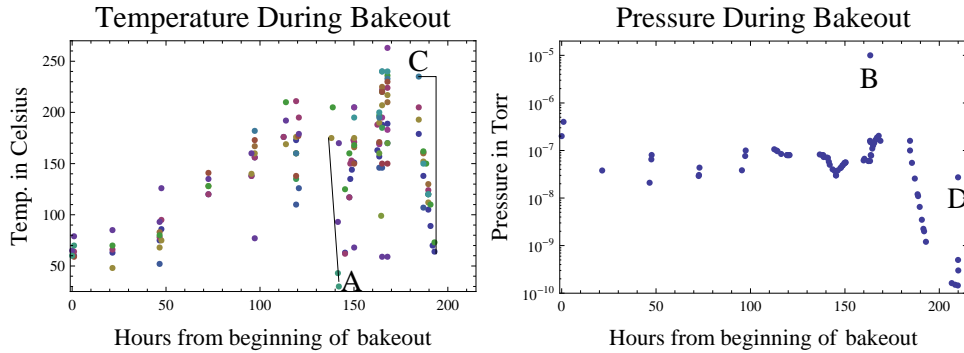 Temperature During Bakeout
Temp. in Celsius
250
200
150
100
50
0
50
100
150
200
Hours from beginning of bakeout
C
A
Pressure During Bakeout
Pressure in Torr
10⁻⁵
10⁻⁶
10⁻⁷
10⁻⁸
10⁻⁹
10⁻¹⁰
0
50
100
150
200
Hours from beginning of bakeout
B
D